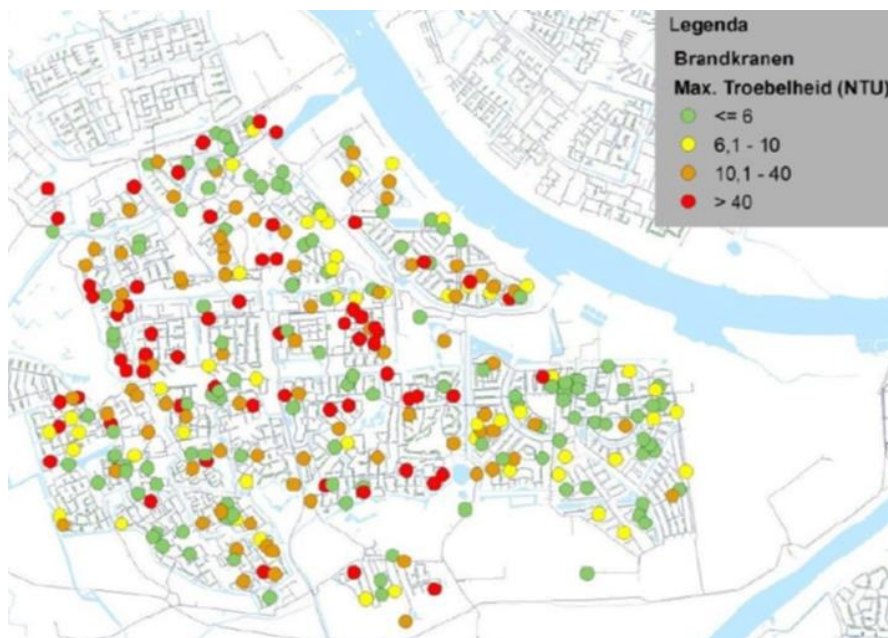 Legenda
Brandkranen
Max. Troebelheid (NTU)
<= 6
6,1 - 10
10,1 - 40
> 40